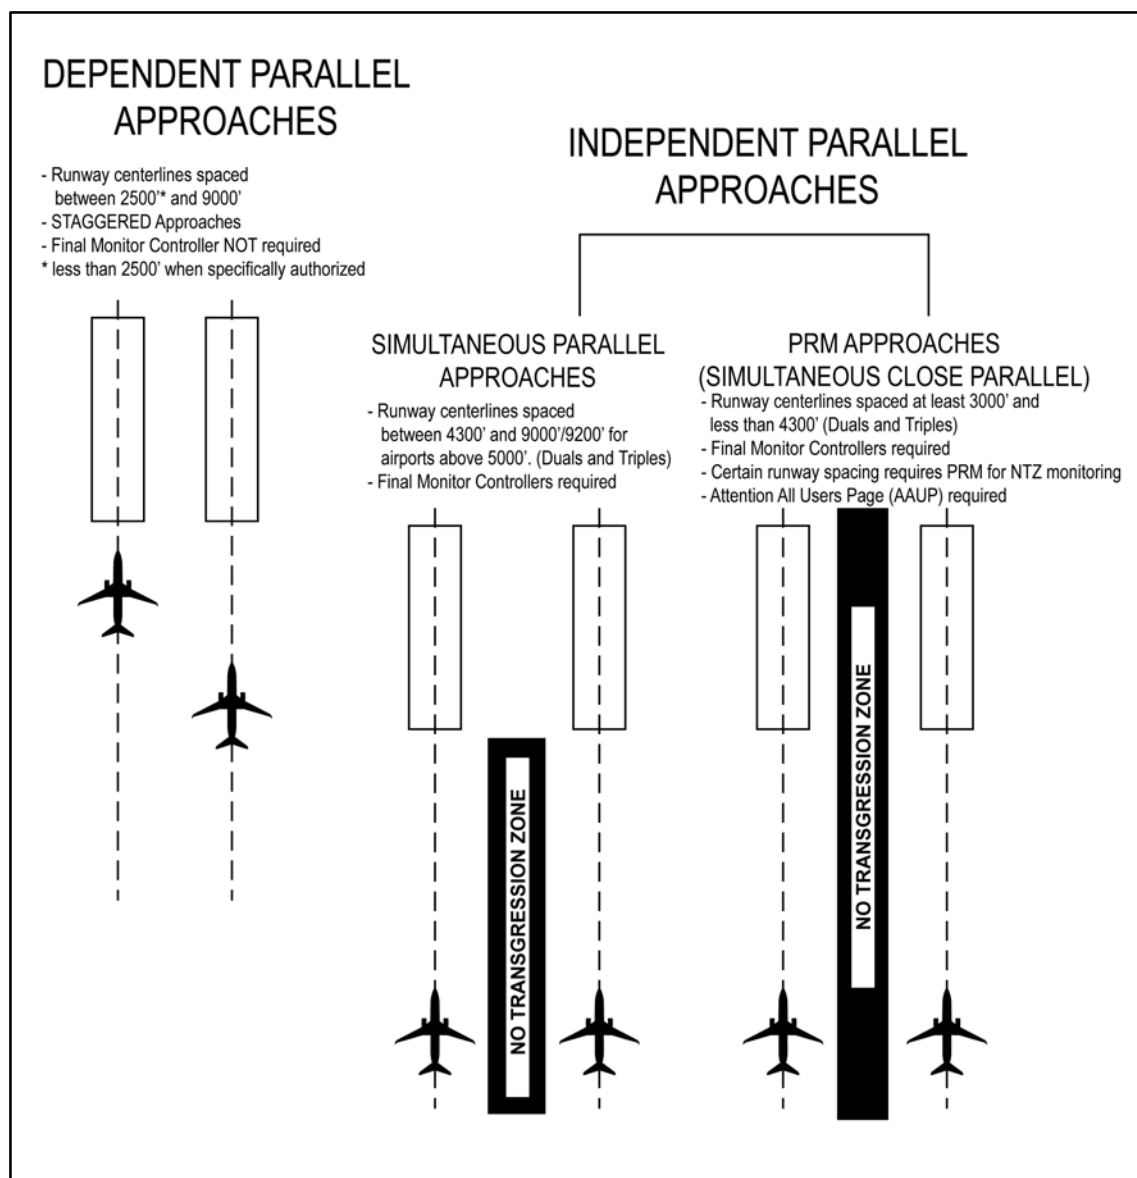 DEPENDENT PARALLEL
APPROACHES
- Runway centerlines spaced
between 2500'* and 9000'
- STAGGERED Approaches
- Final Monitor Controller NOT required
* less than 2500' when specifically authorized
INDEPENDENT PARALLEL
APPROACHES
SIMULTANEOUS PARALLEL
APPROACHES
- Runway centerlines spaced
between 4300' and 9000'/9200' for
airports above 5000'. (Duals and Triples)
- Final Monitor Controllers required
PRM APPROACHES
(SIMULTANEOUS CLOSE PARALLEL)
- Runway centerlines spaced at least 3000' and
less than 4300' (Duals and Triples)
- Final Monitor Controllers required
- Certain runway spacing requires PRM for NTZ monitoring
- Attention All Users Page (AAUP) required
NO TRANSGRESSION ZONE
NO TRANSGRESSION ZONE